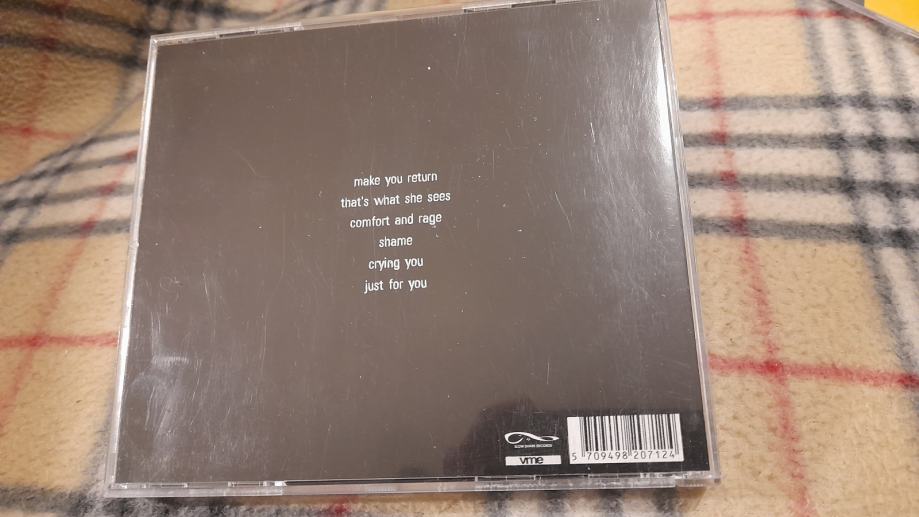 make you return
that's what she sees
comfort and rage
shame
crying you
just for you
vme
5 709498 207124